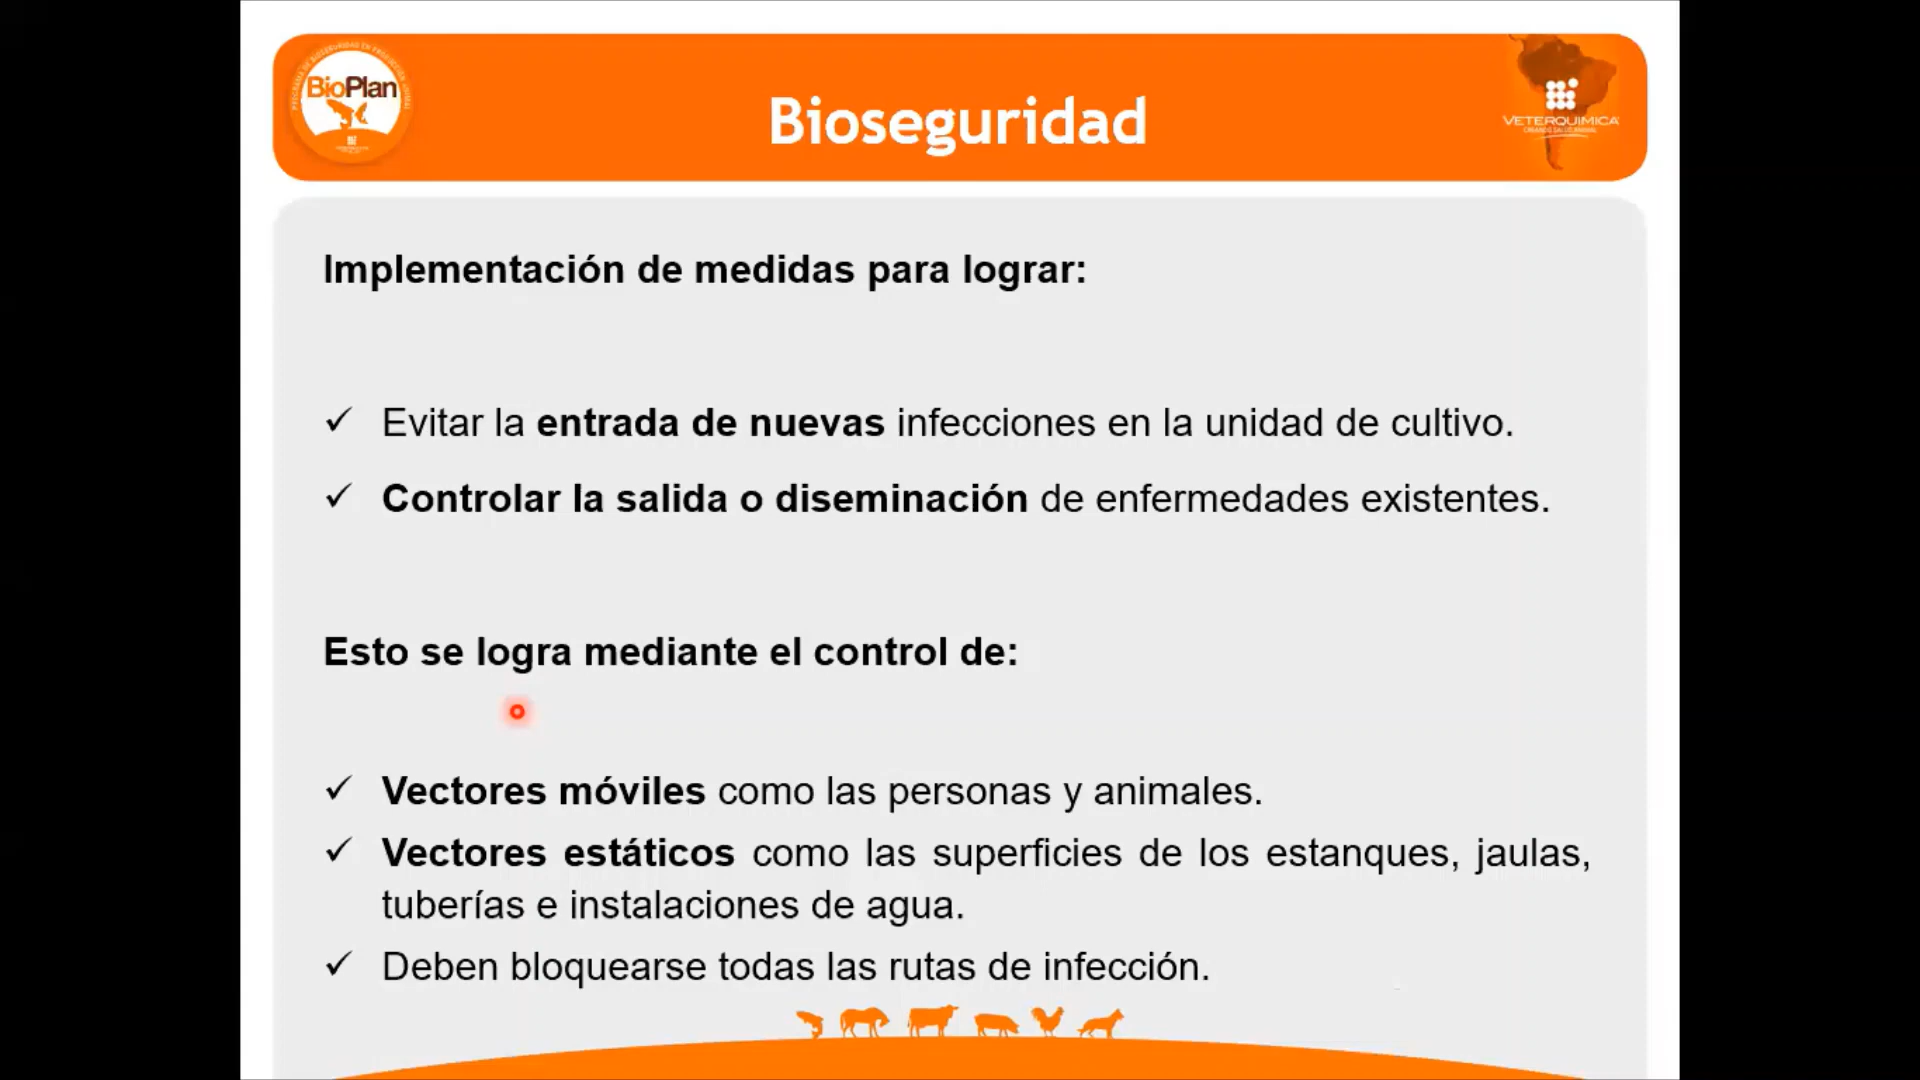 BioPlan
Bioseguridad
VETERQUIMICA
Implementación de medidas para lograr:
✓ Evitar la entrada de nuevas infecciones en la unidad de cultivo.
✓ Controlar la salida o diseminación de enfermedades existentes.
Esto se logra mediante el control de:
✓ Vectores móviles como las personas y animales.
✓ Vectores estáticos como las superficies de los estanques, jaulas,
tuberías e instalaciones de agua.
✓ Deben bloquearse todas las rutas de infección.